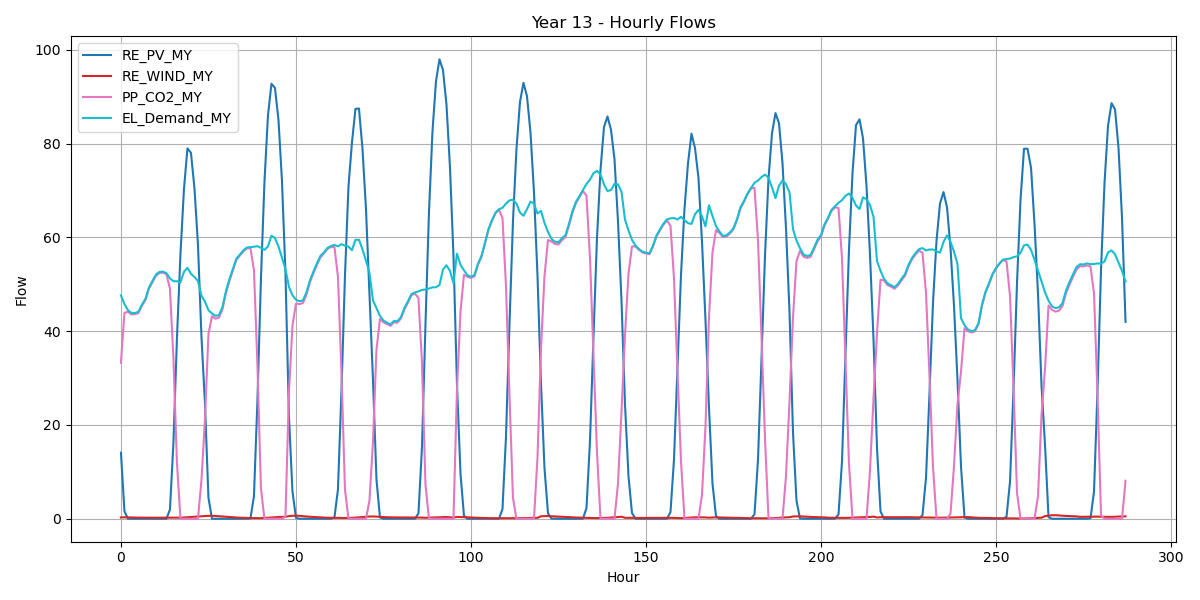 Year 13 - Hourly Flows
RE_PV_MY
RE_WIND_MY
PP_CO2_MY
EL_Demand_MY
Flow
100
80
60
40
20
0
0 50 100 150 200 250 300
Hour